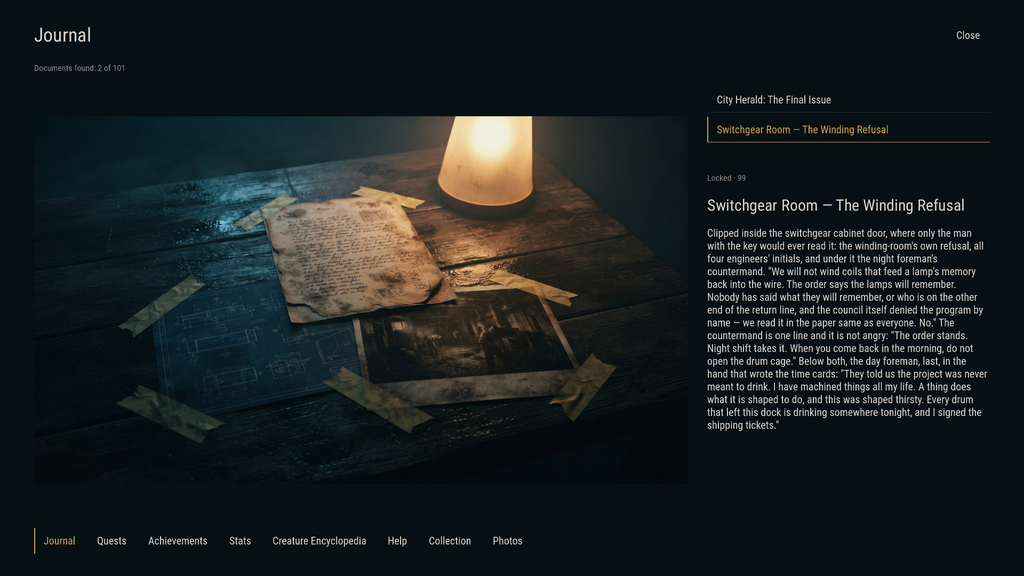 Journal
Close
Documents found: 2 of 101
City Herald: The Final Issue
Switchgear Room — The Winding Refusal
Locked · 99
Switchgear Room — The Winding Refusal
Clipped inside the switchgear cabinet door, where only the man
with the key would ever read it: the winding-room's own refusal, all
four engineers' initials, and under it the night foreman's
countermand. "We will not wind coils that feed a lamp's memory
back into the wire. The order says the lamps will remember.
Nobody has said what they will remember, or who is on the other
end of the return line, and the council itself denied the program by
name — we read it in the paper same as everyone. No." The
countermand is one line and it is not angry: "The order stands.
Night shift takes it. When you come back in the morning, do not
open the drum cage." Below both, the day foreman, last, in the
hand that wrote the time cards: "They told us the project was never
meant to drink. I have machined things all my life. A thing does
what it is shaped to do, and this was shaped thirsty. Every drum
that left this dock is drinking somewhere tonight, and I signed the
shipping tickets."
Journal
Quests
Achievements
Stats
Creature Encyclopedia
Help
Collection
Photos